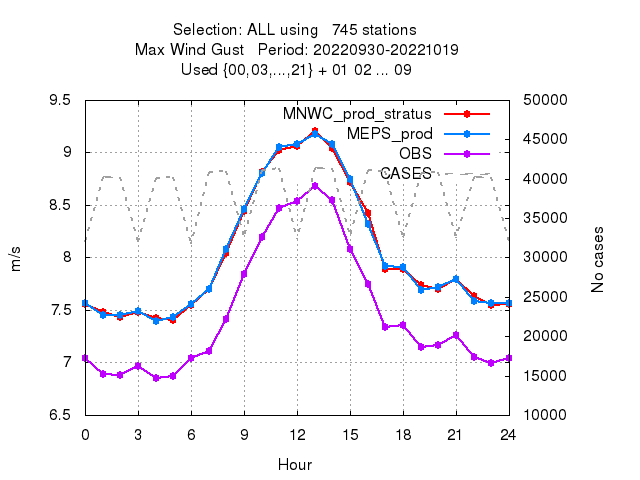 Selection: ALL using   745 stations
Max Wind Gust   Period: 20220930-20221019
Used {00,03,...,21} + 01 02 ... 09
9.5
9
8.5
8
7.5
7
6.5
50000
45000
40000
35000
30000
25000
20000
15000
10000
MNWC_prod_stratus
MEPS_prod
OBS
CASES
m/s
No cases
0 3 6 9 12 15 18 21 24
Hour